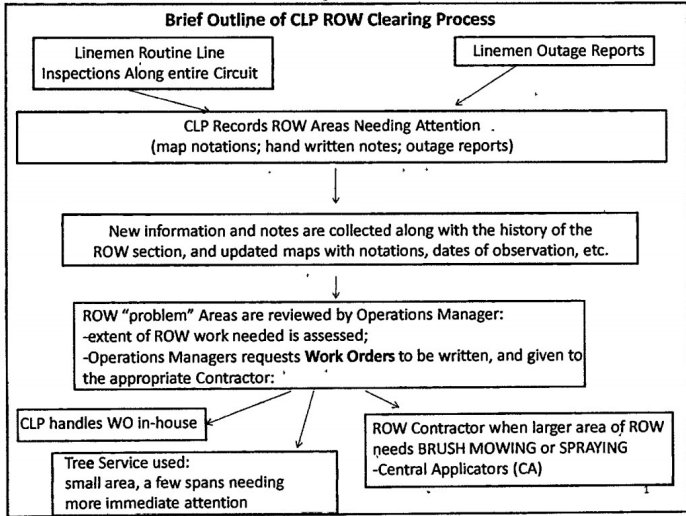 Brief Outline of CLP ROW Clearing Process
Linemen Routine Line
Inspections Along entire Circuit
Linemen Outage Reports
CLP Records ROW Areas Needing Attention
(map notations; hand written notes; outage reports)
New information and notes are collected along with the history of the
ROW section, and updated maps with notations, dates of observation, etc.
ROW "problem" Areas are reviewed by Operations Manager:
-extent of ROW work needed is assessed;
-Operations Managers requests Work Orders to be written, and given to
the appropriate Contractor:
CLP handles WO in-house
Tree Service used:
small area, a few spans needing
more immediate attention
ROW Contractor when larger area of ROW
needs BRUSH MOWING or SPRAYING
-Central Applicators (CA)
1